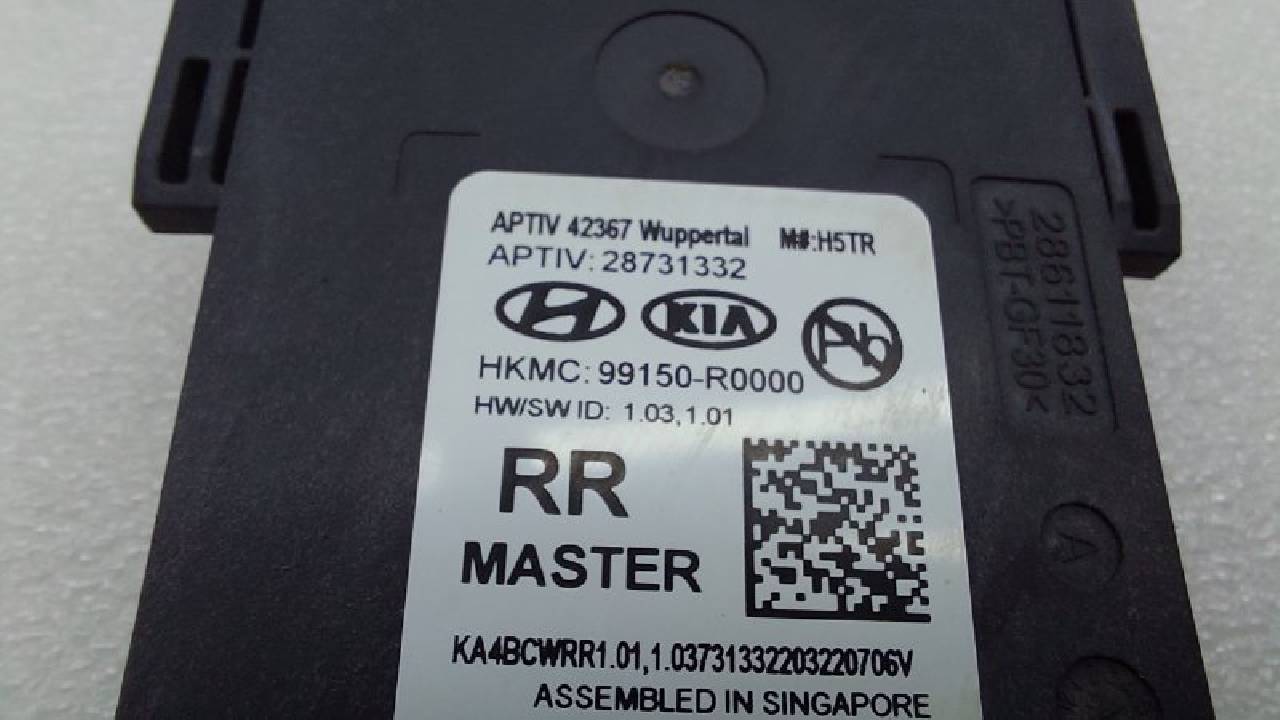 APTIV 42367 Wuppertal M#:H5TR
APTIV: 28731332
KIA Pb
HKMC: 99150-R0000
HW/SW ID: 1.03,1.01
RR
MASTER
KA4BCWRR1.01,1.03731332203220706V
ASSEMBLED IN SINGAPORE
28611832
>PBT-GF30<
A